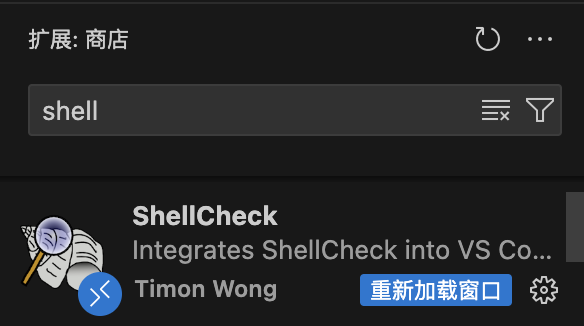 扩展: 商店
shell
ShellCheck
Integrates ShellCheck into VS Co...
Timon Wong 重新加载窗口